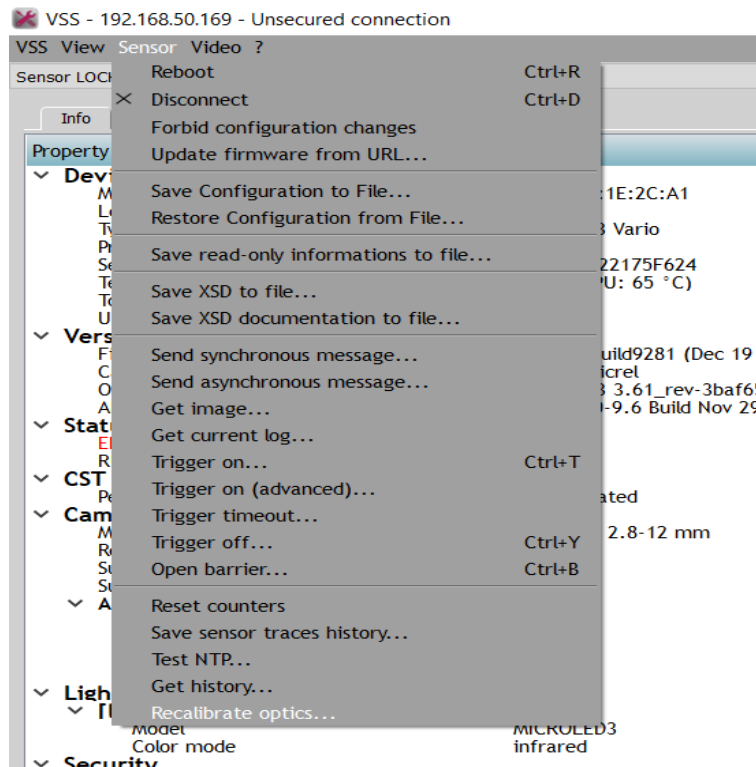 VSS - 192.168.50.169 - Unsecured connection
VSS View Sensor Video ?
Sensor
Info
Reboot Ctrl+R
Disconnect Ctrl+D
Forbid configuration changes
Property
Update firmware from URL...
Save Configuration to File... :1E:2C:A1
Restore Configuration from File...
Vario
Save read-only informations to file... 22175F624
65 °C)
Save XSD to file...
Save XSD documentation to file...
Send synchronous message... (Dec 19
Send asynchronous message... 3.61_rev-3baf6
Get image... -9.6 Build Nov 29
Get current log...
Trigger on... Ctrl+T
CST
Trigger on (advanced)...
Trigger timeout...
Trigger off... Ctrl+Y 2.8-12 mm
Open barrier... Ctrl+B
Reset counters
Save sensor traces history...
Test NTP...
Get history...
Recalibrate optics...
Model MICROLED3
Color mode infrared
Security